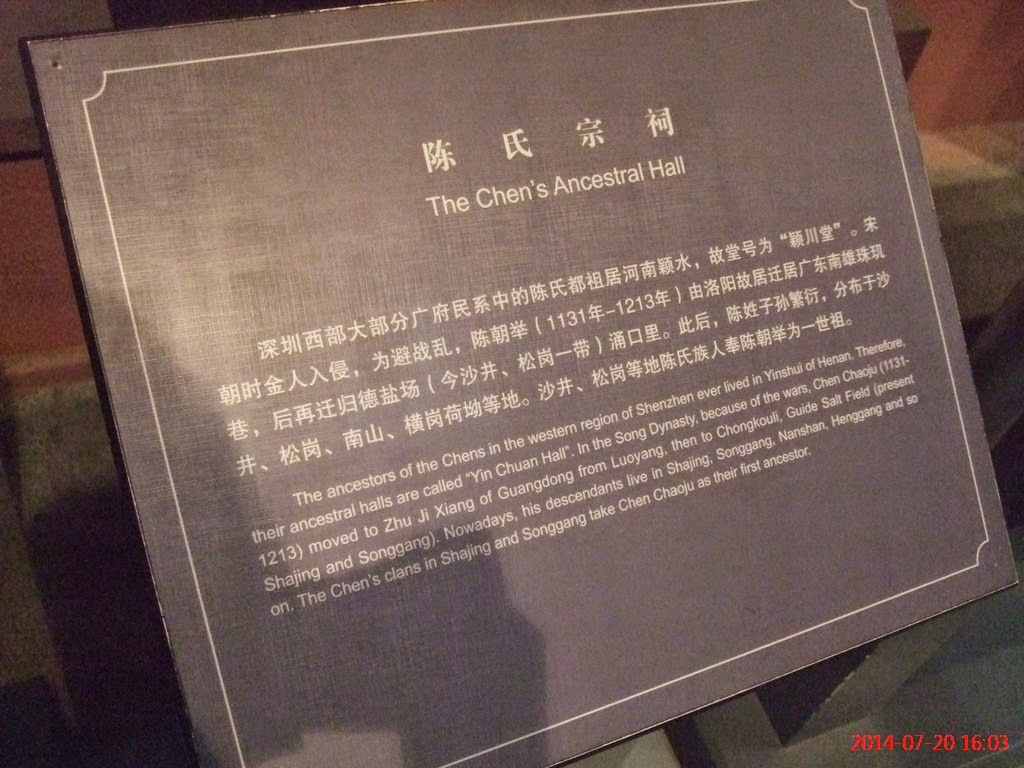 陈氏宗祠
The Chen's Ancestral Hall
深圳西部大部分广府民系中的陈氏都祖居河南颖水，故堂号为“颖川堂”。宋
朝时金人入侵，为避战乱，陈朝举（1131年-1213年）由洛阳故居迁居广东南雄珠玑
巷，后再迁归德盐场（今沙井、松岗一带）涌口里。此后，陈姓子孙繁衍，分布于沙
井、松岗、南山、横岗荷坳等地。沙井、松岗等地陈氏族人奉陈朝举为一世祖。
The ancestors of the Chens in the western region of Shenzhen ever lived in Yinshui of Henan. Therefore,
their ancestral halls are called "Yin Chuan Hall". In the Song Dynasty, because of the wars, Chen Chaoju (1131-
1213) moved to Zhu Ji Xiang of Guangdong from Luoyang, then to Chongkouli, Guide Salt Field (present
Shajing and Songgang). Nowadays, his descendants live in Shajing, Songgang, Nanshan, Henggang and so
on. The Chen's clans in Shajing and Songgang take Chen Chaoju as their first ancestor.
2014-07-20 16:03